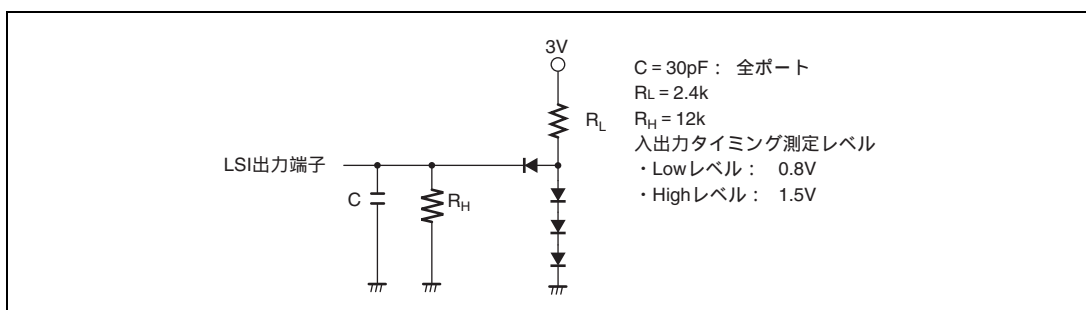 3V
C = 30pF： 全ポート
RL = 2.4k
RH = 12k
入出力タイミング測定レベル
・Lowレベル： 0.8V
・Highレベル： 1.5V
RL
LSI出力端子
C
RH